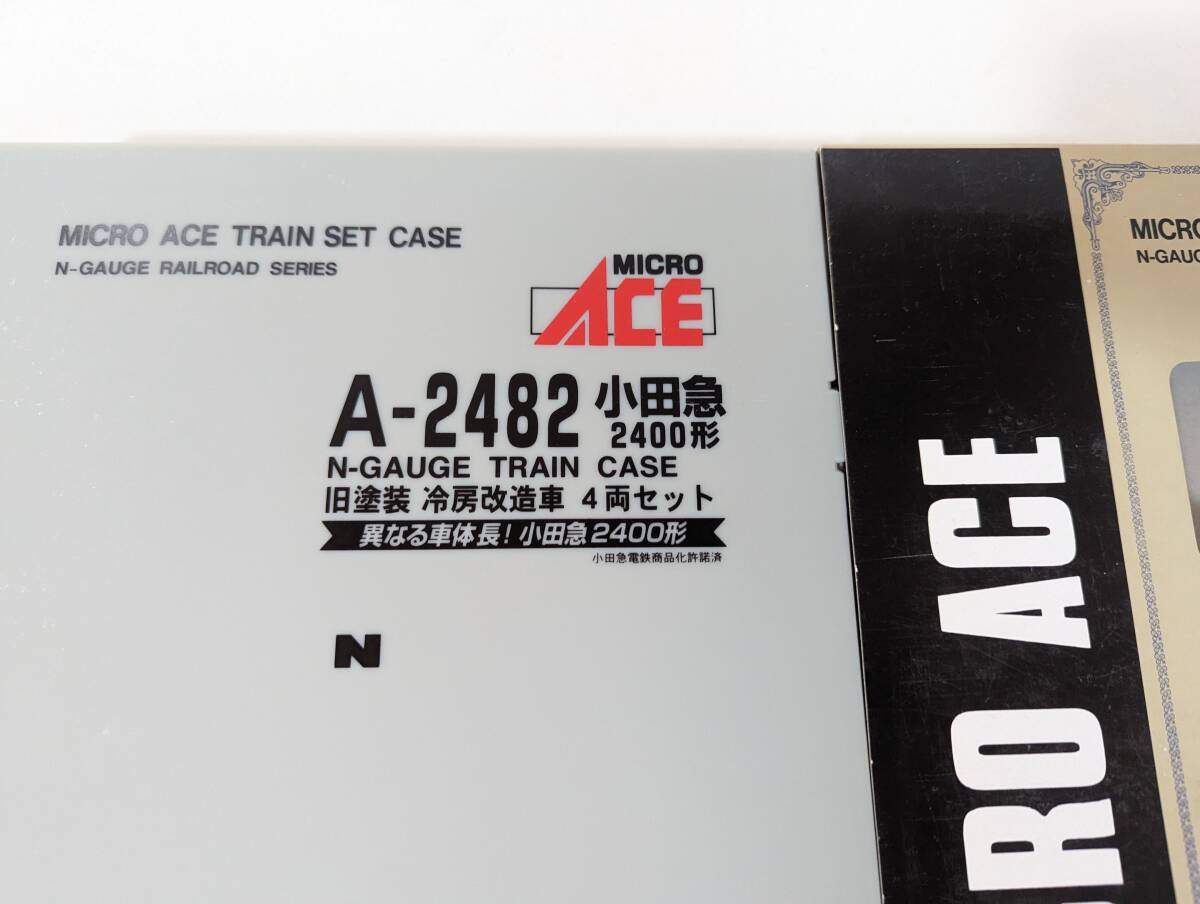 MICRO ACE TRAIN SET CASE
N-GAUGE RAILROAD SERIES
MICRO
ACE
A-2482 小田急
2400形
N-GAUGE TRAIN CASE
旧塗装 冷房改造車 4両セット
異なる車体長!小田急2400形
小田急電鉄商品化許諾済
N
RO ACE
MICRO
N-GAUG